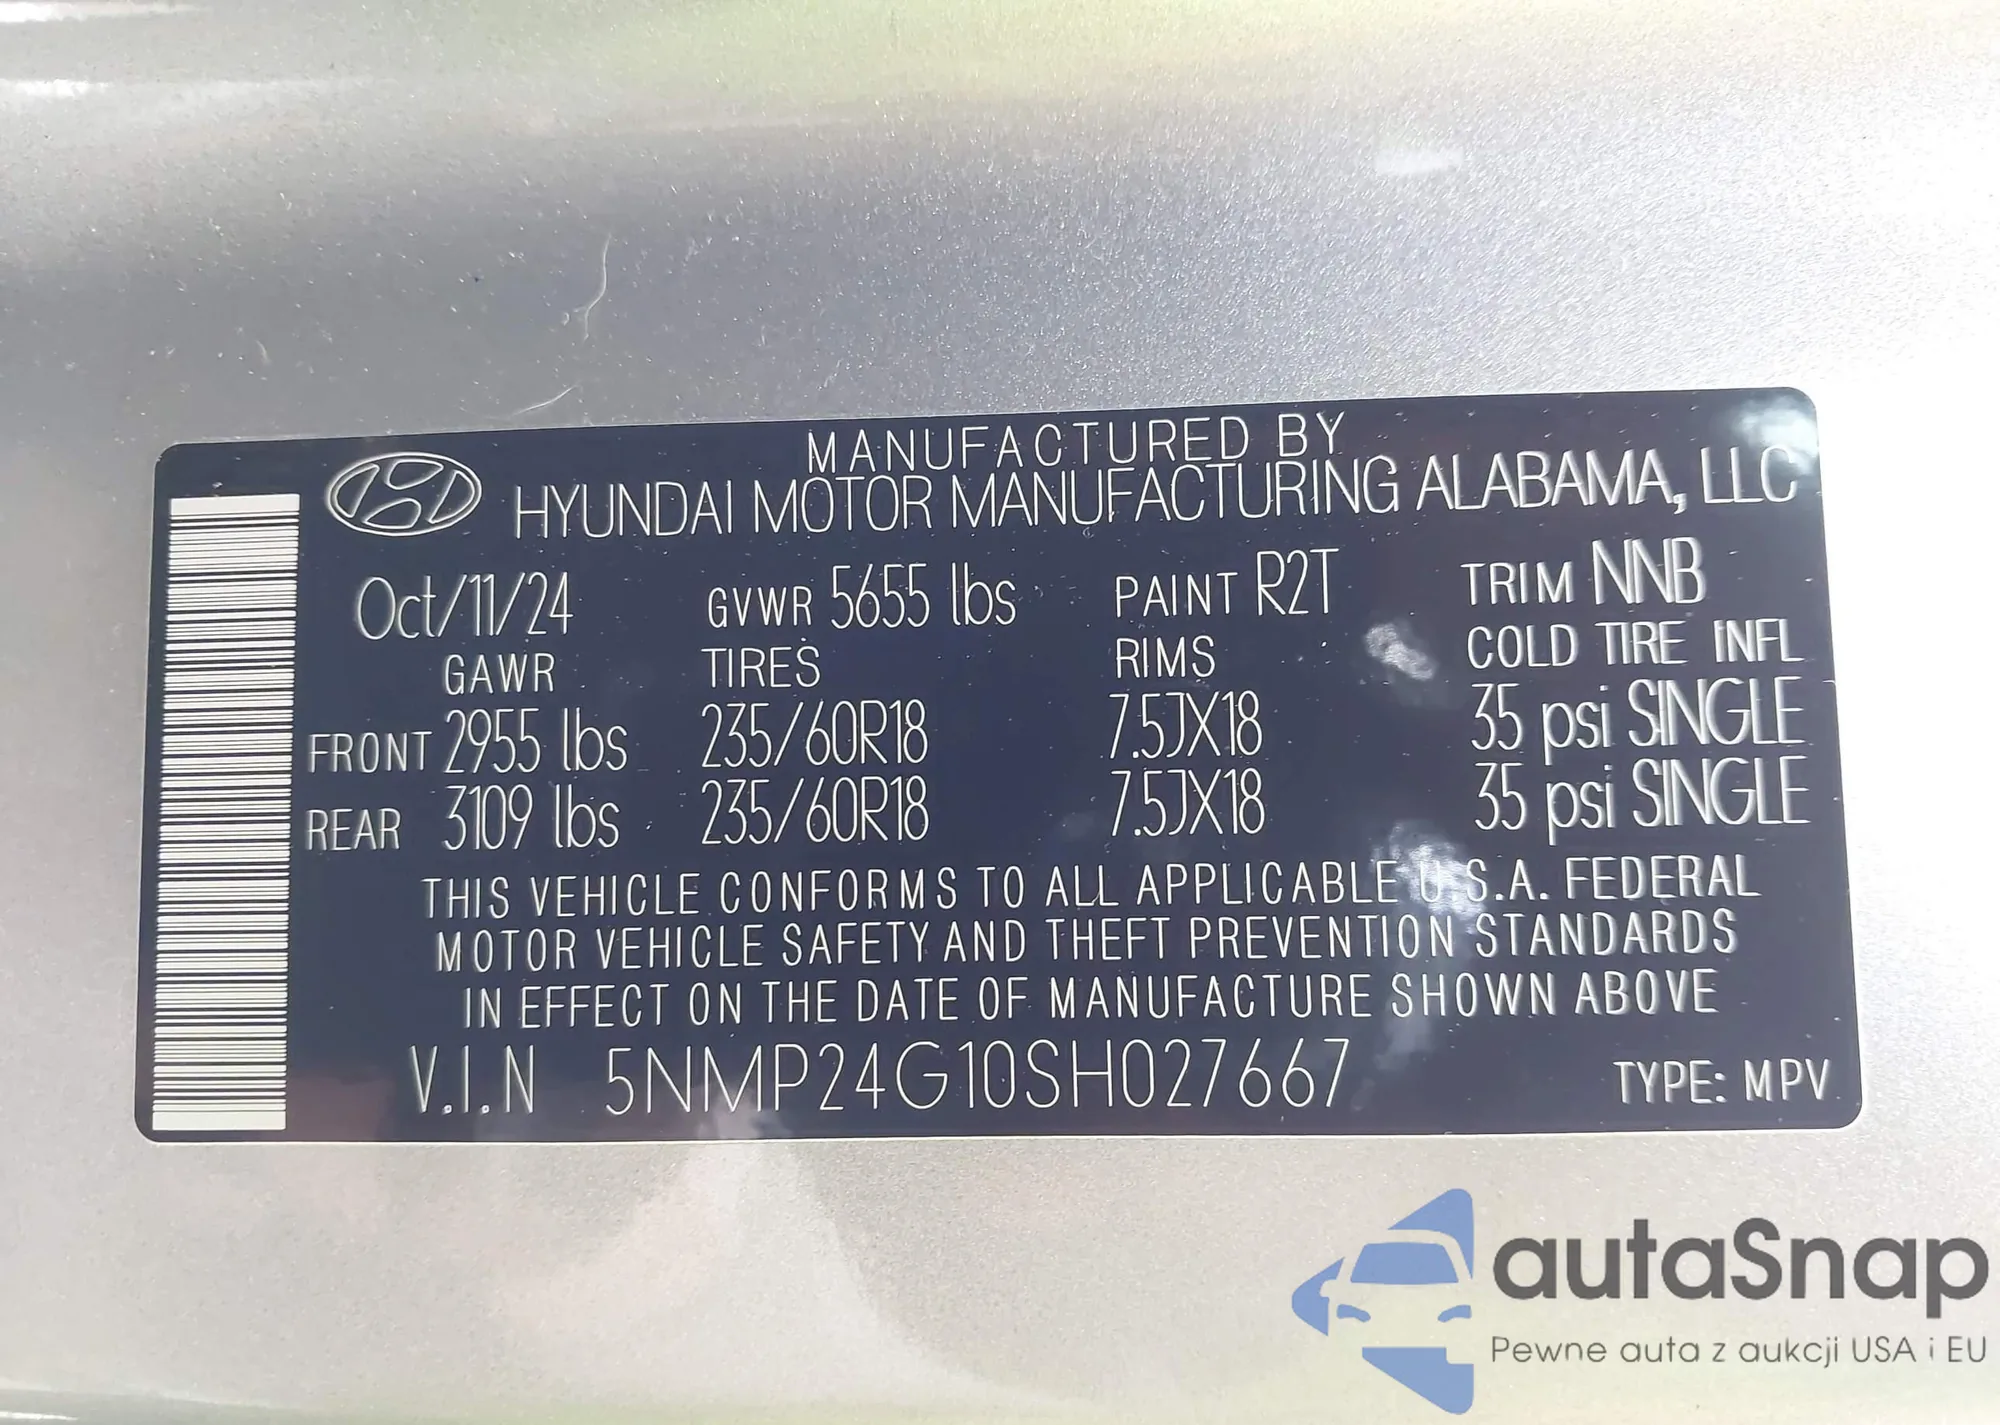 MANUFACTURED BY
HYUNDAI MOTOR MANUFACTURING ALABAMA, LLC
Oct/11/24 GVWR 5655 lbs PAINT R2T TRIM NNB
GAWR TIRES RIMS COLD TIRE INFL
FRONT 2955 lbs 235/60R18 7.5JX18 35 psi SINGLE
REAR 3109 lbs 235/60R18 7.5JX18 35 psi SINGLE
THIS VEHICLE CONFORMS TO ALL APPLICABLE U.S.A. FEDERAL
MOTOR VEHICLE SAFETY AND THEFT PREVENTION STANDARDS
IN EFFECT ON THE DATE OF MANUFACTURE SHOWN ABOVE
V.I.N 5NMP24G10SH027667 TYPE: MPV
autaSnap
Pewne auta z aukcji USA i EU